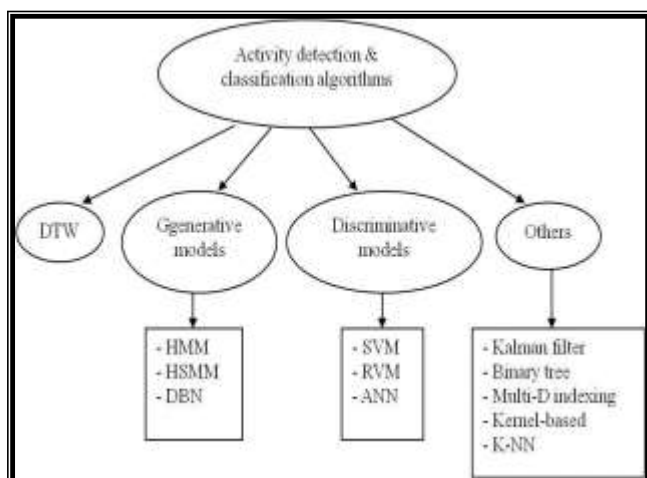 Activity detection &
classification algorithms
DTW
Ggenerative
models
Discriminative
models
Others
- HMM
- HSMM
- DBN
- SVM
- RVM
- ANN
- Kalman filter
- Binary tree
- Multi-D indexing
- Kernel-based
- K-NN